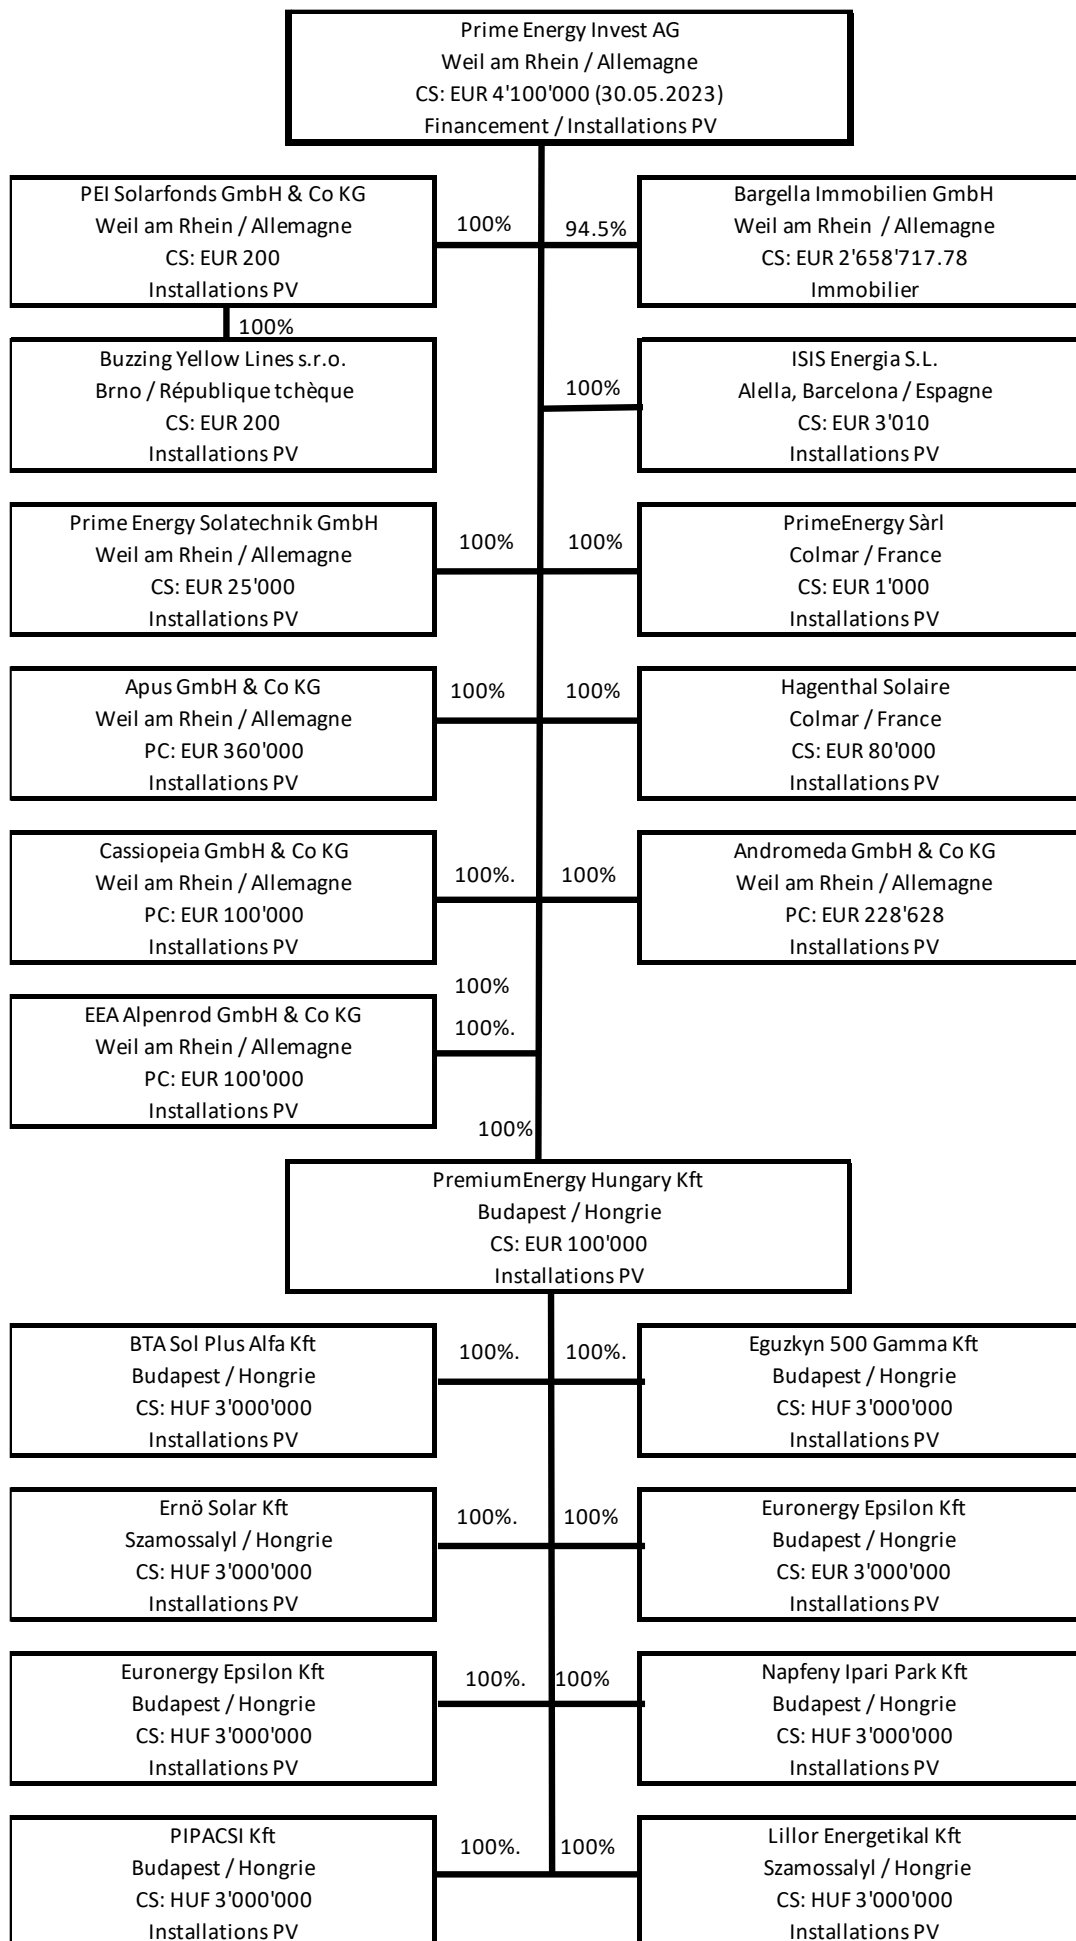 Prime Energy Invest AG
Weil am Rhein / Allemagne
CS: EUR 4'100'000 (30.05.2023)
Financement / Installations PV
PEI Solarfonds GmbH & Co KG
Weil am Rhein / Allemagne
CS: EUR 200
Installations PV
100%
94.5%
Bargella Immobilien GmbH
Weil am Rhein / Allemagne
CS: EUR 2'658'717.78
Immobilier
100%
Buzzing Yellow Lines s.r.o.
Brno / République tchèque
CS: EUR 200
Installations PV
100%
ISIS Energia S.L.
Alella, Barcelona / Espagne
CS: EUR 3'010
Installations PV
Prime Energy Solatechnik GmbH
Weil am Rhein / Allemagne
CS: EUR 25'000
Installations PV
100%
100%
PrimeEnergy Sàrl
Colmar / France
CS: EUR 1'000
Installations PV
Apus GmbH & Co KG
Weil am Rhein / Allemagne
PC: EUR 360'000
Installations PV
100%
100%
Hagenthal Solaire
Colmar / France
CS: EUR 80'000
Installations PV
Cassiopeia GmbH & Co KG
Weil am Rhein / Allemagne
PC: EUR 100'000
Installations PV
100%.
100%
Andromeda GmbH & Co KG
Weil am Rhein / Allemagne
PC: EUR 228'628
Installations PV
100%
EEA Alpenrod GmbH & Co KG
Weil am Rhein / Allemagne
PC: EUR 100'000
Installations PV
100%.
100%
PremiumEnergy Hungary Kft
Budapest / Hongrie
CS: EUR 100'000
Installations PV
BTA Sol Plus Alfa Kft
Budapest / Hongrie
CS: HUF 3'000'000
Installations PV
100%.
100%.
Eguzkyn 500 Gamma Kft
Budapest / Hongrie
CS: HUF 3'000'000
Installations PV
Ernö Solar Kft
Szamossalyl / Hongrie
CS: HUF 3'000'000
Installations PV
100%.
100%
Euronergy Epsilon Kft
Budapest / Hongrie
CS: EUR 3'000'000
Installations PV
Euronergy Epsilon Kft
Budapest / Hongrie
CS: HUF 3'000'000
Installations PV
100%.
100%
Napfeny Ipari Park Kft
Budapest / Hongrie
CS: HUF 3'000'000
Installations PV
PIPACSI Kft
Budapest / Hongrie
CS: HUF 3'000'000
Installations PV
100%.
100%
Lillor Energetikal Kft
Szamossalyl / Hongrie
CS: HUF 3'000'000
Installations PV